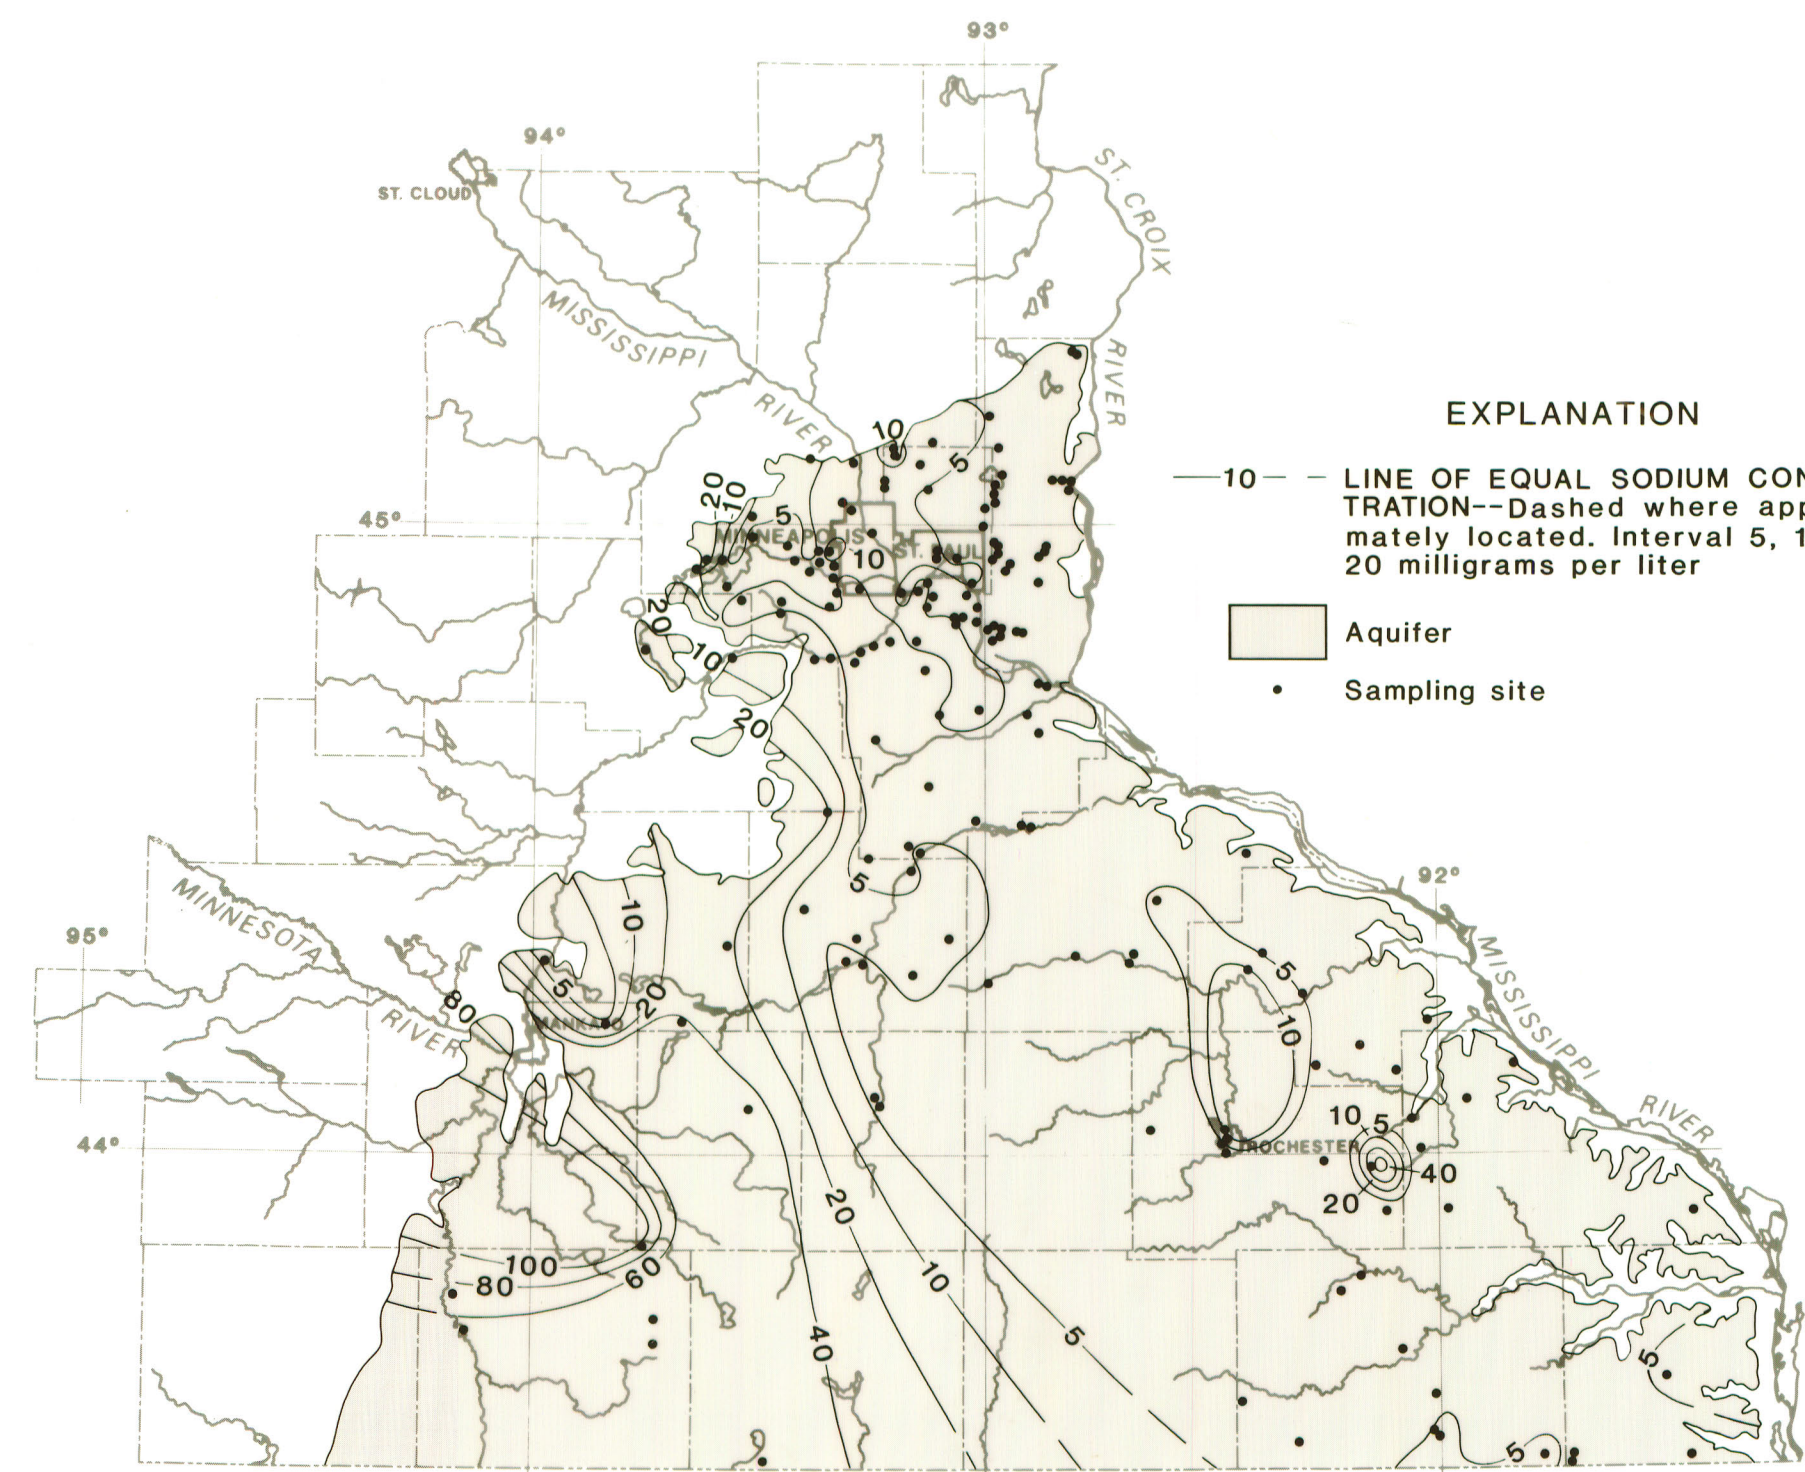 93°
94°
ST. CLOUD
ST. CROIX
RIVER
MISSISSIPPI
RIVER
EXPLANATION
10
LINE OF EQUAL SODIUM CON
TRATION--Dashed where app
mately located. Interval 5, 1
20 milligrams per liter
Aquifer
Sampling site
10
5
20
10
5
45°
MINNEAPOLIS
ST. PAUL
10
20
10
20
5
92°
MINNESOTA
RIVER
95°
10
5
20
80
MANKATO
5
10
MISSISSIPPI
RIVER
44°
10
5
ROCHESTER
40
20
20
100
80
60
10
40
5
5
5